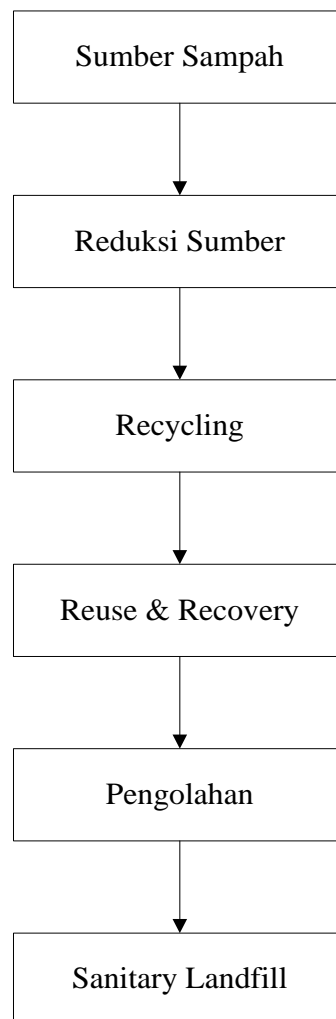 Sumber Sampah
Reduksi Sumber
Recycling
Reuse & Recovery
Pengolahan
Sanitary Landfill